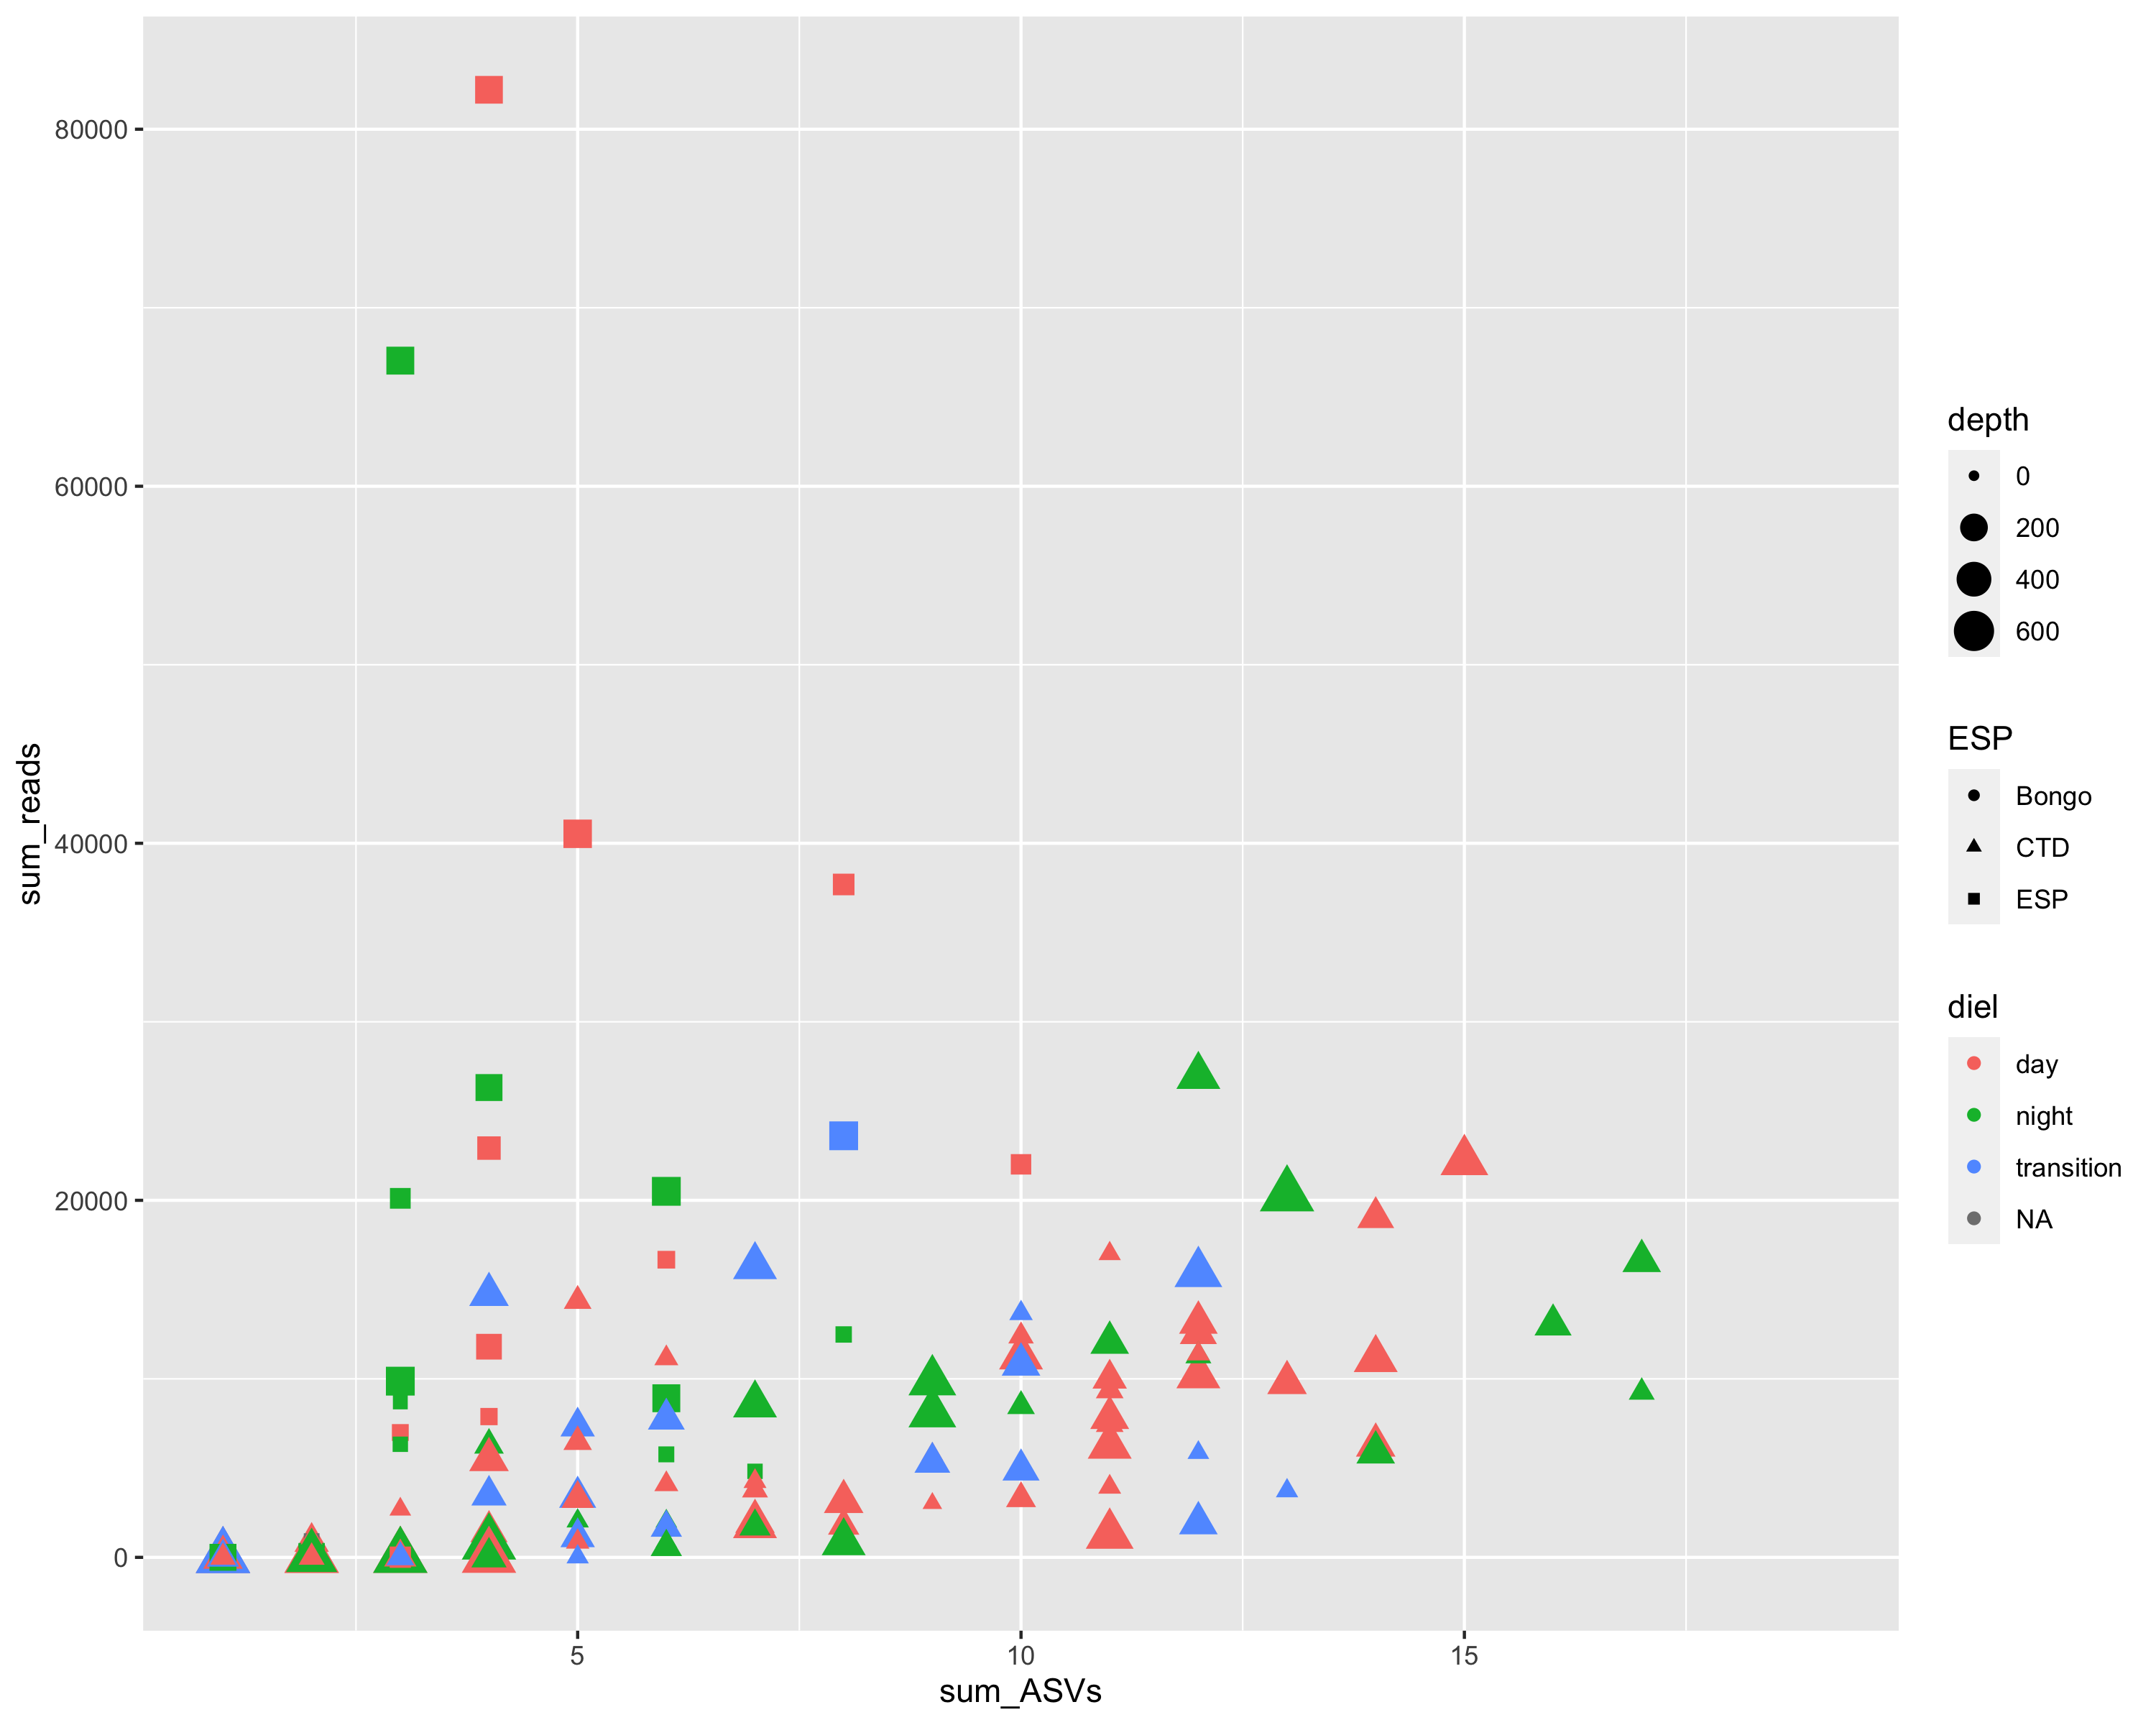 80000
60000
40000
20000
0
sum_reads
5
10
15
sum_ASVs
depth
0
200
400
600
ESP
Bongo
CTD
ESP
diel
day
night
transition
NA